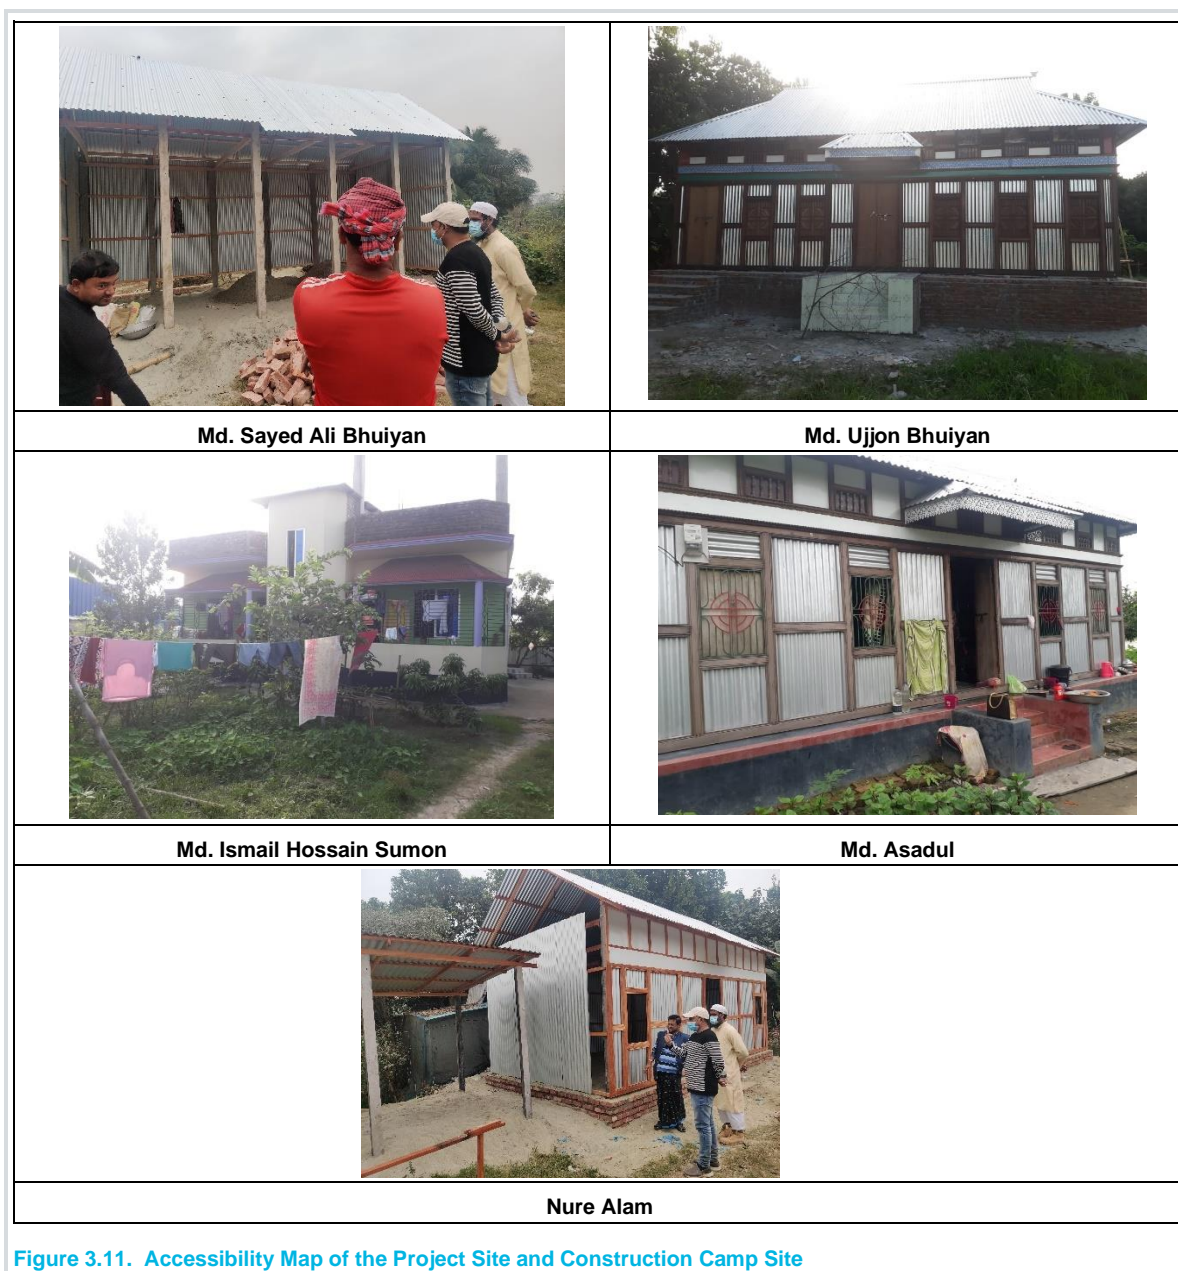 Md. Sayed Ali Bhuiyan
Md. Ujjon Bhuiyan
Md. Ismail Hossain Sumon
Md. Asadul
Nure Alam
Figure 3.11. Accessibility Map of the Project Site and Construction Camp Site